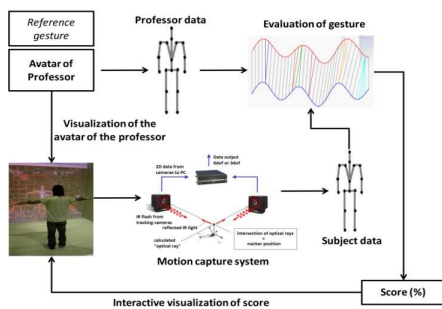 Reference
gesture
Avatar of
Professor
Professor data
Evaluation of gesture
Visualization of the
avatar of the professor
2D data from
cameras to PC
Data output
6dof or 3dof
IR flash from
tracking cameras
reflected IR light
calculated
"optical ray"
Intersection of optical rays
=
marker position
Motion capture system
Subject data
Score (%)
Interactive visualization of score